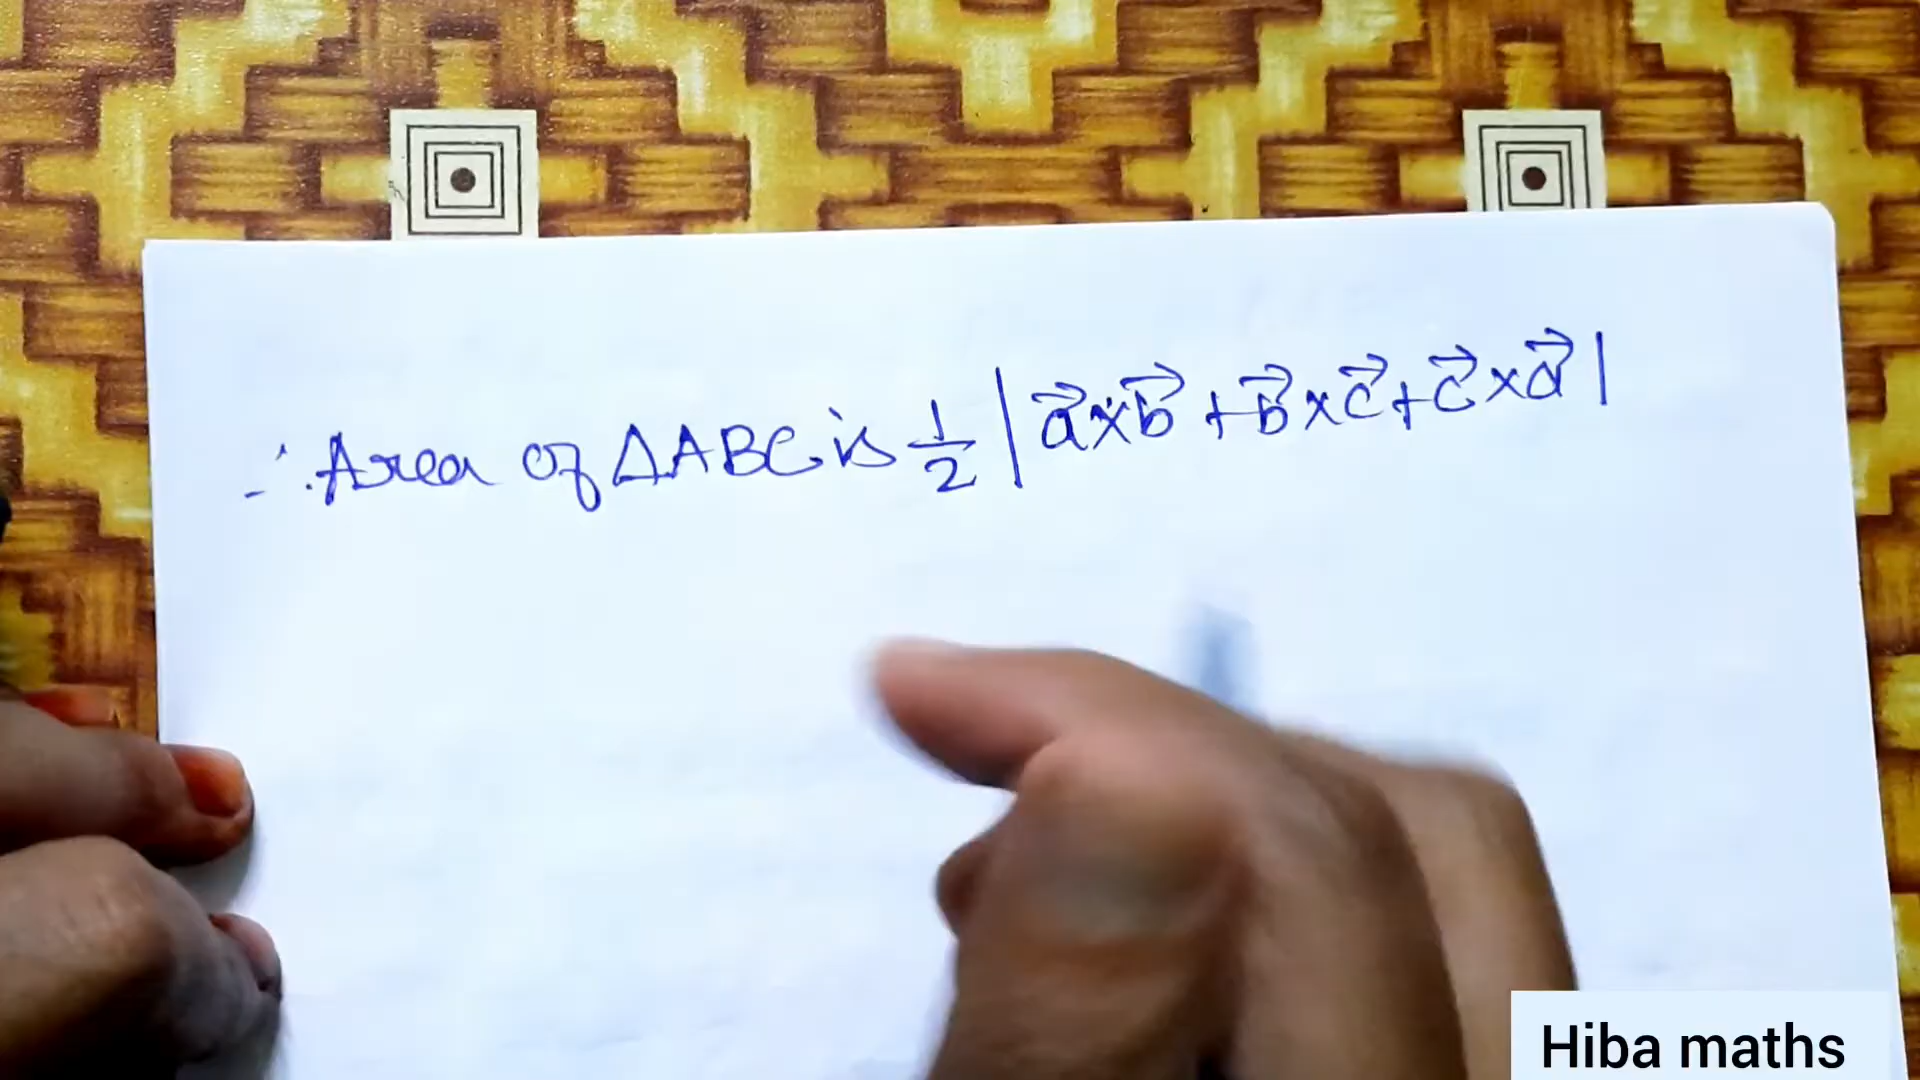 ∴ Area of ΔABC is 1/2 |a⃗×b⃗+b⃗×c⃗+c⃗×a⃗|
Hiba maths